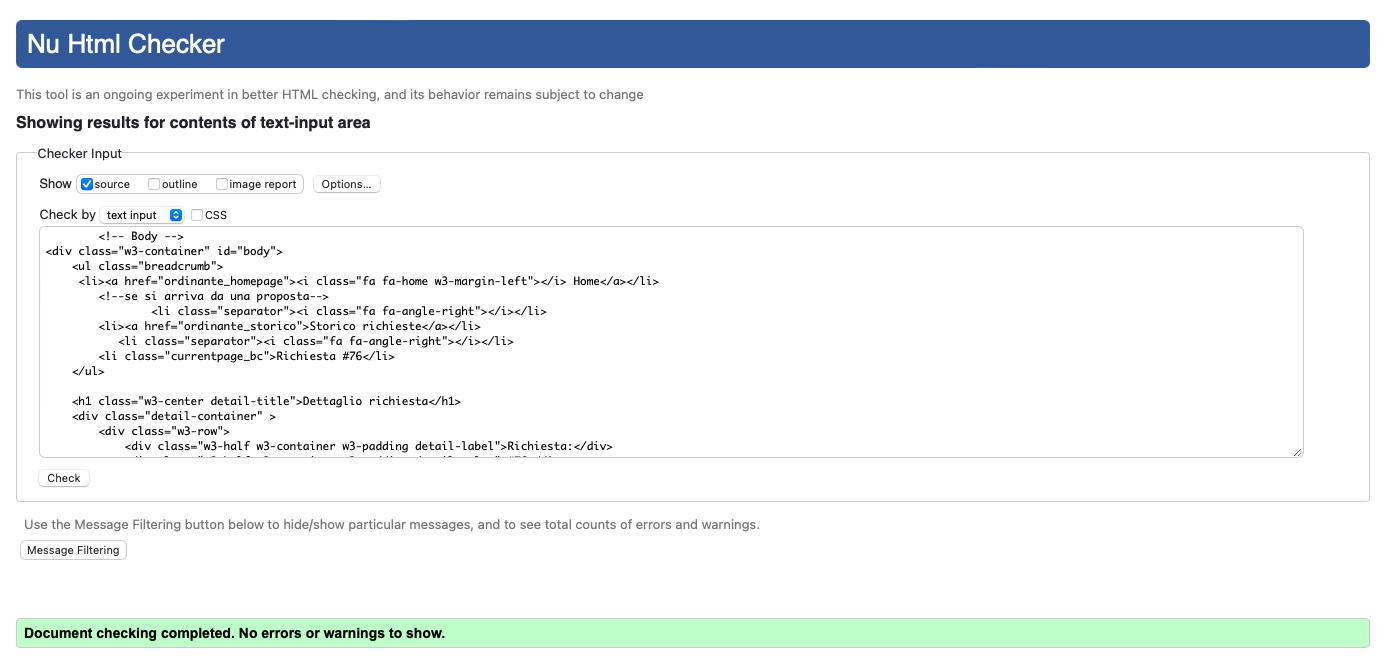 Nu Html Checker
This tool is an ongoing experiment in better HTML checking, and its behavior remains subject to change
Showing results for contents of text-input area
Checker Input
Show source outline image report Options...
Check by text input CSS
<!-- Body -->
<div class="w3-container" id="body">
<ul class="breadcrumb">
<li><a href="ordinante_homepage"><i class="fa fa-home w3-margin-left"></i> Home</a></li>
<!--se si arriva da una proposta-->
<li class="separator"><i class="fa fa-angle-right"></i></li>
<li><a href="ordinante_storico">Storico richieste</a></li>
<li class="separator"><i class="fa fa-angle-right"></i></li>
<li class="currentpage_bc">Richiesta #76</li>
</ul>
<h1 class="w3-center detail-title">Dettaglio richiesta</h1>
<div class="detail-container" >
<div class="w3-row">
<div class="w3-half w3-container w3-padding detail-label">Richiesta:</div>
Check
Use the Message Filtering button below to hide/show particular messages, and to see total counts of errors and warnings.
Message Filtering
Document checking completed. No errors or warnings to show.